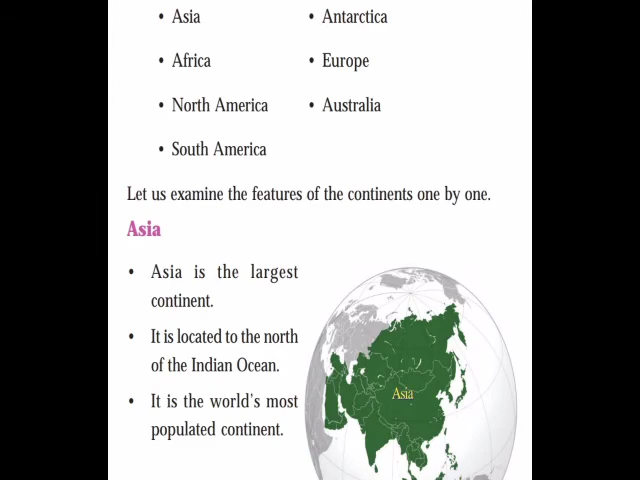 • Asia • Antarctica
• Africa • Europe
• North America • Australia
• South America
Let us examine the features of the continents one by one.
Asia
• Asia is the largest
continent.
• It is located to the north
of the Indian Ocean.
• It is the world's most
populated continent.
Asia